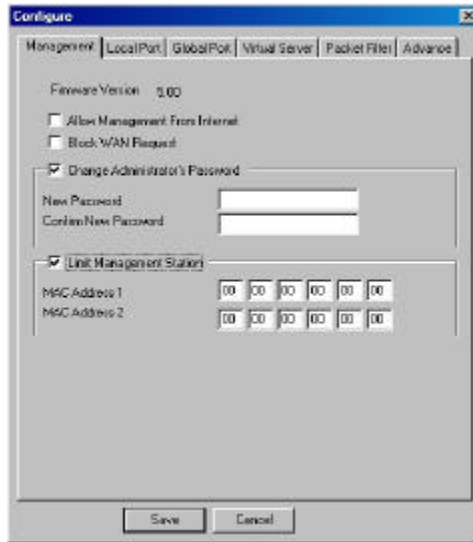 Configure
Management Local Port Global Port Virtual Server Packet Filter Advance
Firmware Version 5.00
Allow Management From Internet
Block WAN Request
Change Administrator's Password
New Password
Confirm New Password
Limit Management Station
MAC Address 1 00 00 00 00 00 00
MAC Address 2 00 00 00 00 00 00
Save Cancel